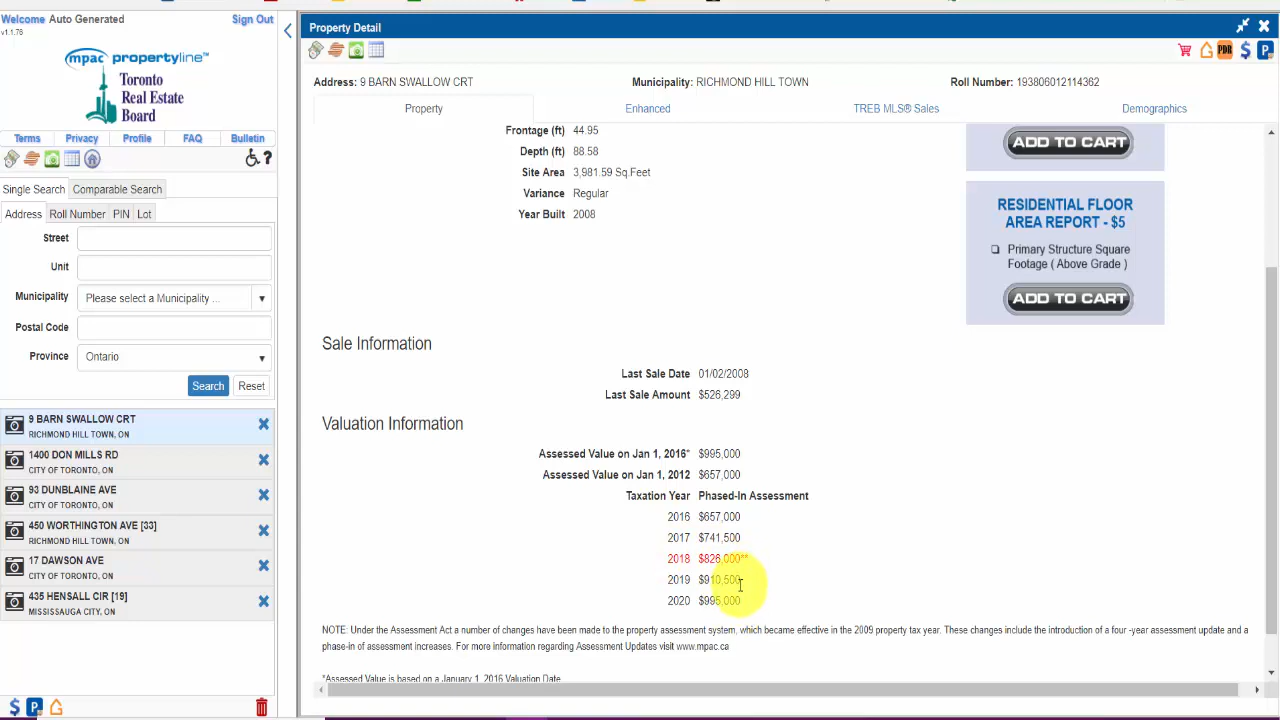 Welcome Auto Generated
Sign Out
v1.1.76
mpac propertyline™
Toronto
Real Estate
Board
Terms Privacy Profile FAQ Bulletin
?
Single Search Comparable Search
Address Roll Number PIN Lot
Street
Unit
Municipality Please select a Municipality ...
Postal Code
Province Ontario
Search Reset
9 BARN SWALLOW CRT
RICHMOND HILL TOWN, ON
1400 DON MILLS RD
CITY OF TORONTO, ON
93 DUNBLAINE AVE
CITY OF TORONTO, ON
450 WORTHINGTON AVE [33]
RICHMOND HILL TOWN, ON
17 DAWSON AVE
CITY OF TORONTO, ON
435 HENSALL CIR [19]
MISSISSAUGA CITY, ON
$ P
Property Detail
PDR $ P
Address: 9 BARN SWALLOW CRT Municipality: RICHMOND HILL TOWN Roll Number: 193806012114362
Property Enhanced TREB MLS® Sales Demographics
Frontage (ft) 44.95
Depth (ft) 88.58
Site Area 3,981.59 Sq.Feet
Variance Regular
Year Built 2008
ADD TO CART
RESIDENTIAL FLOOR
AREA REPORT - $5
Primary Structure Square
Footage ( Above Grade )
ADD TO CART
Sale Information
Last Sale Date 01/02/2008
Last Sale Amount $526,299
Valuation Information
Assessed Value on Jan 1, 2016* $995,000
Assessed Value on Jan 1, 2012 $657,000
Taxation Year Phased-In Assessment
2016 $657,000
2017 $741,500
2018 $826,000**
2019 $910,500
2020 $995,000
NOTE: Under the Assessment Act a number of changes have been made to the property assessment system, which became effective in the 2009 property tax year. These changes include the introduction of a four -year assessment update and a
phase-in of assessment increases. For more information regarding Assessment Updates visit www.mpac.ca
*Assessed Value is based on a January 1, 2016 Valuation Date